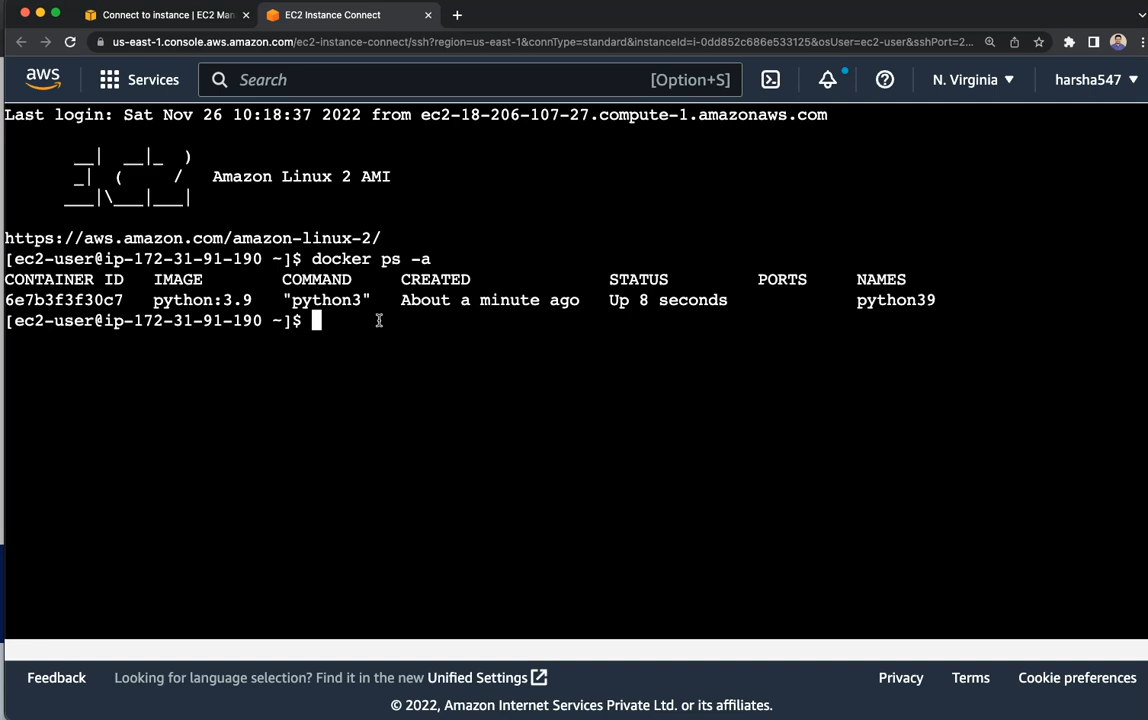 Connect to instance | EC2 Man
EC2 Instance Connect
us-east-1.console.aws.amazon.com/ec2-instance-connect/ssh?region=us-east-1&connType=standard&instanceId=i-0dd852c686e533125&osUser=ec2-user&sshPort=2...
aws Services Search [Option+S] N. Virginia harsha547
Last login: Sat Nov 26 10:18:37 2022 from ec2-18-206-107-27.compute-1.amazonaws.com
__|  __|_  )
_|  (     /   Amazon Linux 2 AMI
___|\___|___|
https://aws.amazon.com/amazon-linux-2/
[ec2-user@ip-172-31-91-190 ~]$ docker ps -a
CONTAINER ID   IMAGE        COMMAND     CREATED              STATUS         PORTS     NAMES
6e7b3f3f30c7   python:3.9   "python3"   About a minute ago   Up 8 seconds             python39
[ec2-user@ip-172-31-91-190 ~]$
Feedback Looking for language selection? Find it in the new Unified Settings Privacy Terms Cookie preferences
© 2022, Amazon Internet Services Private Ltd. or its affiliates.